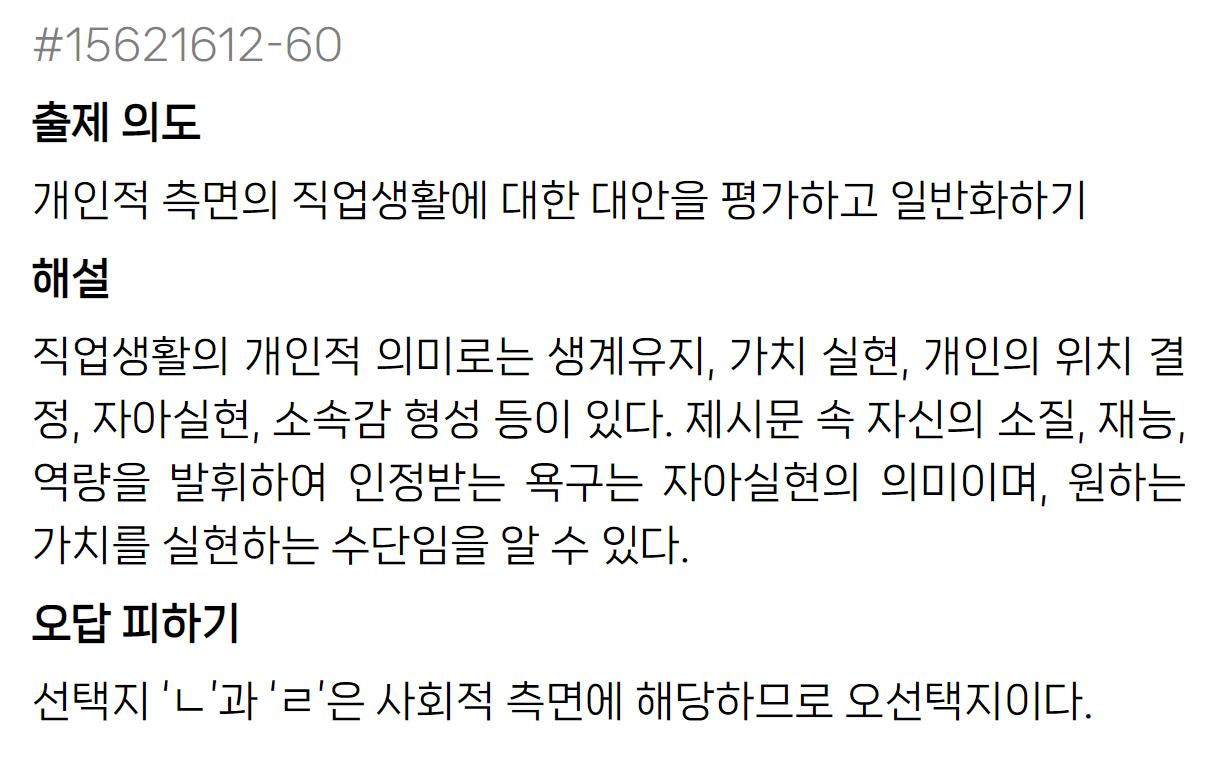 #15621612-60
출제 의도
개인적 측면의 직업생활에 대한 대안을 평가하고 일반화하기
해설
직업생활의 개인적 의미로는 생계유지, 가치 실현, 개인의 위치 결
정, 자아실현, 소속감 형성 등이 있다. 제시문 속 자신의 소질, 재능,
역량을 발휘하여 인정받는 욕구는 자아실현의 의미이며, 원하는
가치를 실현하는 수단임을 알 수 있다.
오답 피하기
선택지 ‘ㄴ’과 ‘ㄹ’은 사회적 측면에 해당하므로 오선택지이다.